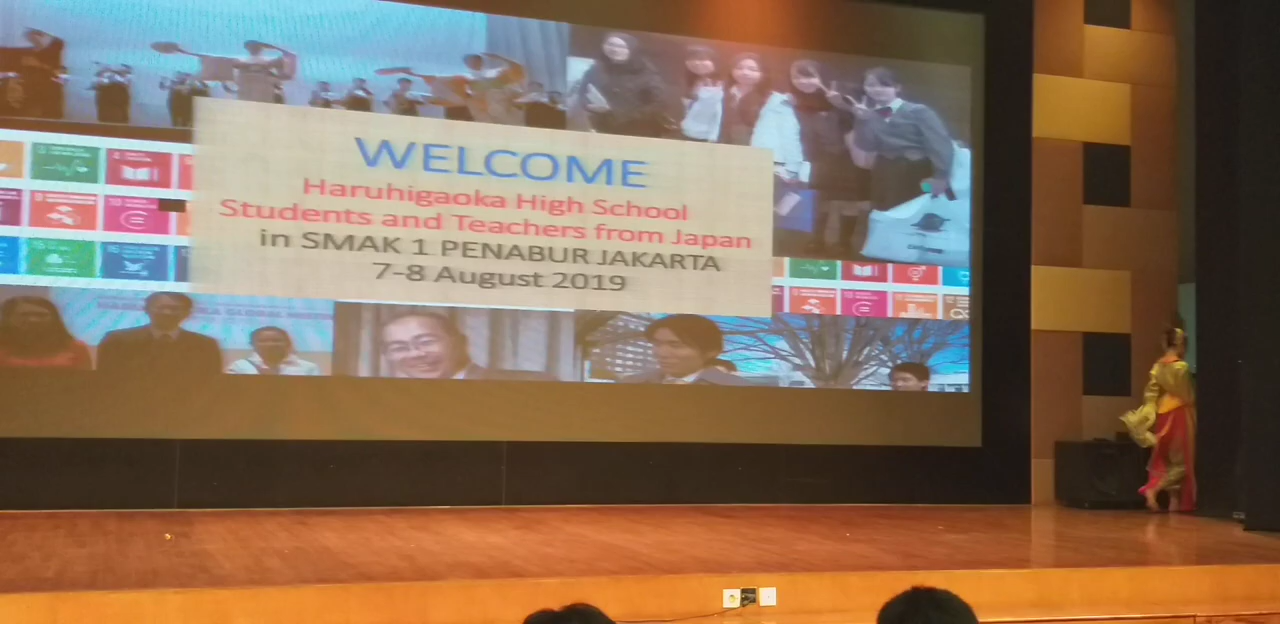 WELCOME
Haruhigaoka High School
Students and Teachers from Japan
in SMAK 1 PENABUR JAKARTA
7-8 August 2019